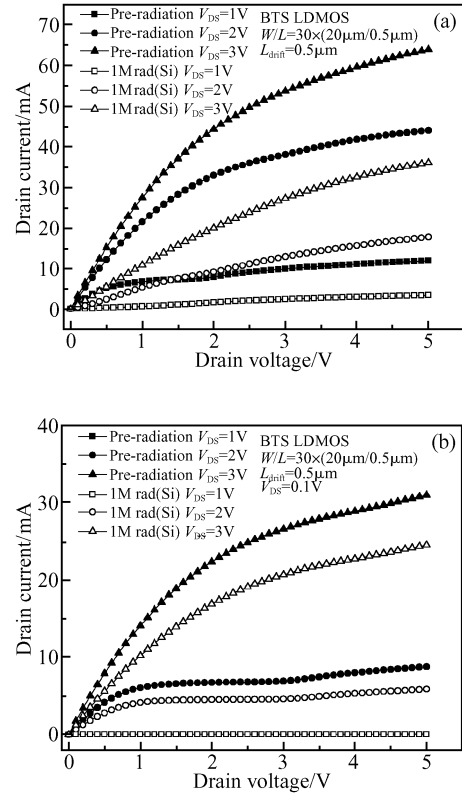 Pre-radiation VDS=1V
Pre-radiation VDS=2V
Pre-radiation VDS=3V
1M rad(Si) VDS=1V
1M rad(Si) VDS=2V
1M rad(Si) VDS=3V
BTS LDMOS
W/L=30×(20μm/0.5μm)
Ldrift=0.5μm
(a)
70
60
50
40
30
20
10
0
Drain current/mA
0 1 2 3 4 5
Drain voltage/V
Pre-radiation VDS=1V
Pre-radiation VDS=2V
Pre-radiation VDS=3V
1M rad(Si) VDS=1V
1M rad(Si) VDS=2V
1M rad(Si) VDS=3V
BTS LDMOS
W/L=30×(20μm/0.5μm)
Ldrift=0.5μm
VDS=0.1V
(b)
40
30
20
10
0
Drain current/mA
0 1 2 3 4 5
Drain voltage/V